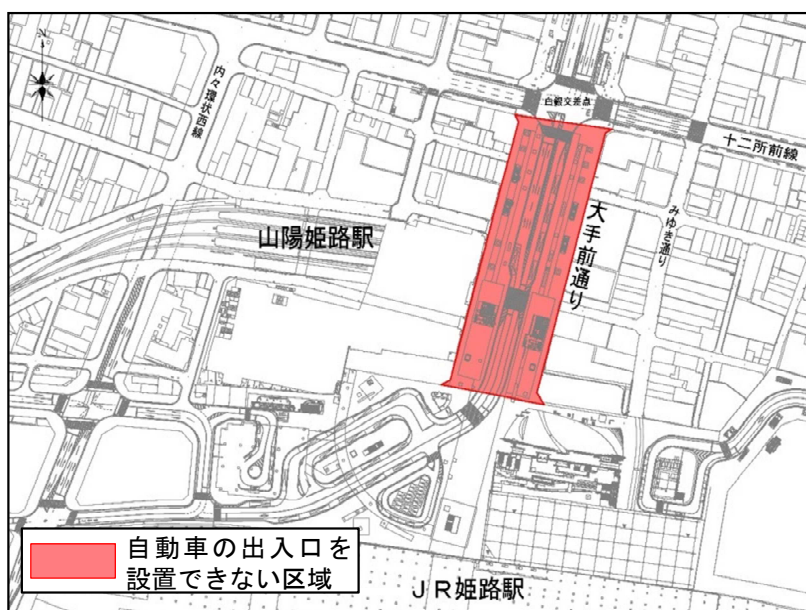 N
内々環状西線
白銀交差点
十二所前線
みゆき通り
大手前通り
山陽姫路駅
自動車の出入口を
設置できない区域
JR姫路駅